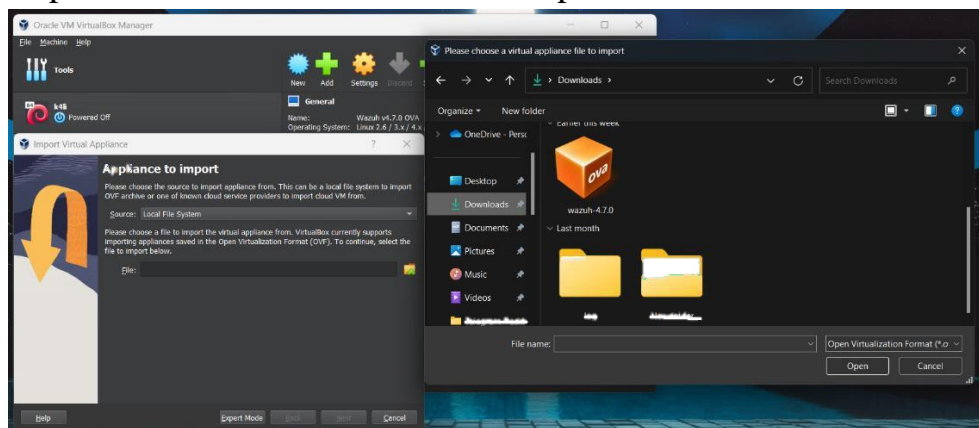 Oracle VM VirtualBox Manager
File Machine Help
Tools
New Add Settings Discard
k4li
Powered Off
General
Name: Wazuh v4.7.0 OVA
Operating System: Linux 2.6 / 3.x / 4.x /
Import Virtual Appliance
Appliance to import
Please choose the source to import appliance from. This can be a local file system to import
OVF archive or one of known cloud service providers to import cloud VM from.
Source: Local File System
Please choose a file to import the virtual appliance from. VirtualBox currently supports
importing appliances saved in the Open Virtualization Format (OVF). To continue, select the
file to import below.
File:
Help Expert Mode Back Next Cancel
Please choose a virtual appliance file to import
Downloads
Search Downloads
Organize New folder
OneDrive - Perso
Desktop
Downloads
Documents
Pictures
Music
Videos
Earlier this week
ova
wazuh-4.7.0
Last month
File name:
Open Virtualization Format (*.o
Open Cancel